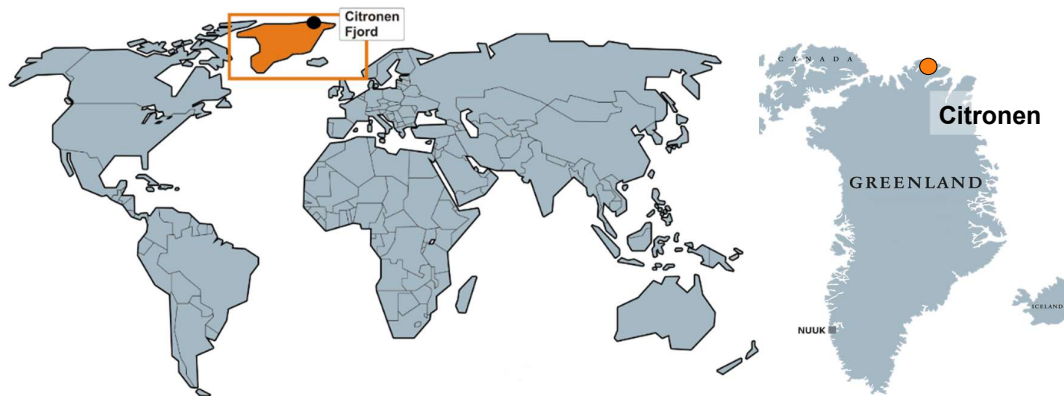 Citronen
Fjord
CANADA
Citronen
GREENLAND
ICELAND
NUUK